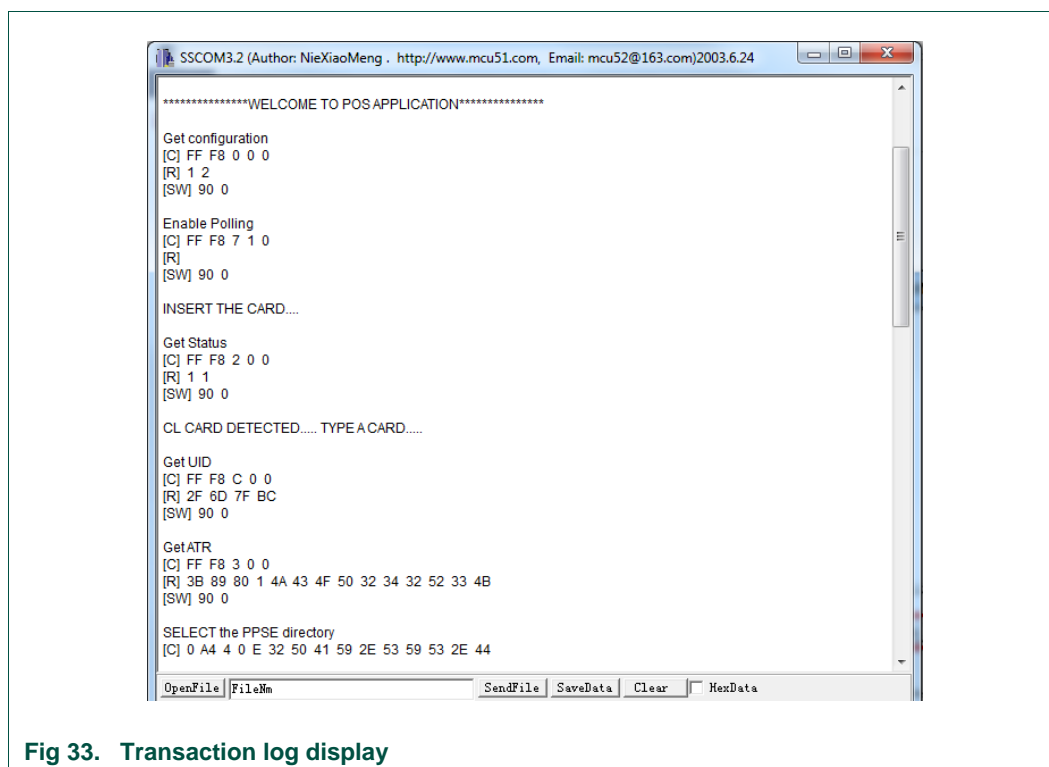 SSCOM3.2 (Author: NieXiaoMeng . http://www.mcu51.com, Email: mcu52@163.com)2003.6.24
***************WELCOME TO POS APPLICATION***************
Get configuration
[C] FF F8 0 0 0
[R] 1 2
[SW] 90 0
Enable Polling
[C] FF F8 7 1 0
[R]
[SW] 90 0
INSERT THE CARD....
Get Status
[C] FF F8 2 0 0
[R] 1 1
[SW] 90 0
CL CARD DETECTED..... TYPE A CARD.....
Get UID
[C] FF F8 C 0 0
[R] 2F 6D 7F BC
[SW] 90 0
Get ATR
[C] FF F8 3 0 0
[R] 3B 89 80 1 4A 43 4F 50 32 34 32 52 33 4B
[SW] 90 0
SELECT the PPSE directory
[C] 0 A4 4 0 E 32 50 41 59 2E 53 59 53 2E 44
OpenFile FileNm SendFile SaveData Clear HexData
Fig 33. Transaction log display